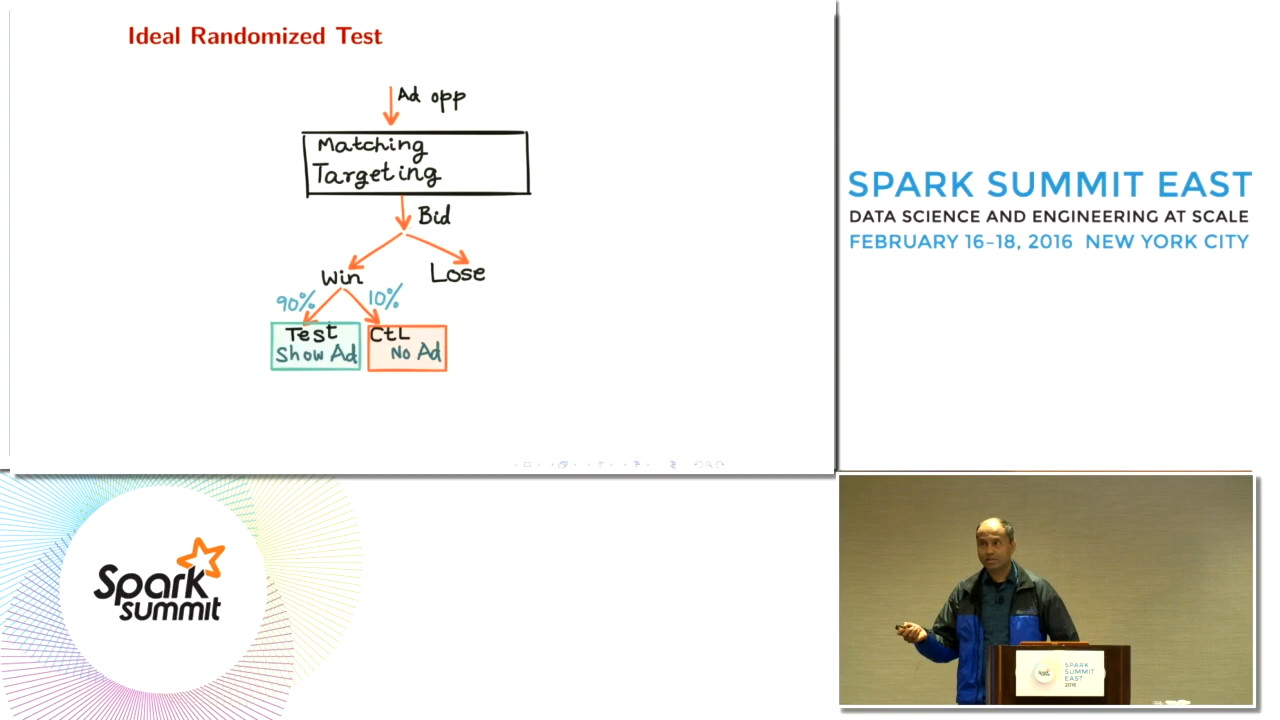 Ideal Randomized Test
Ad opp
Matching
Targeting
Bid
Win
Lose
90%
10%
Test
Show Ad
Ctl
No Ad
SPARK SUMMIT EAST
DATA SCIENCE AND ENGINEERING AT SCALE
FEBRUARY 16–18, 2016 NEW YORK CITY
Spark
summit
SPARK
SUMMIT
EAST
2016